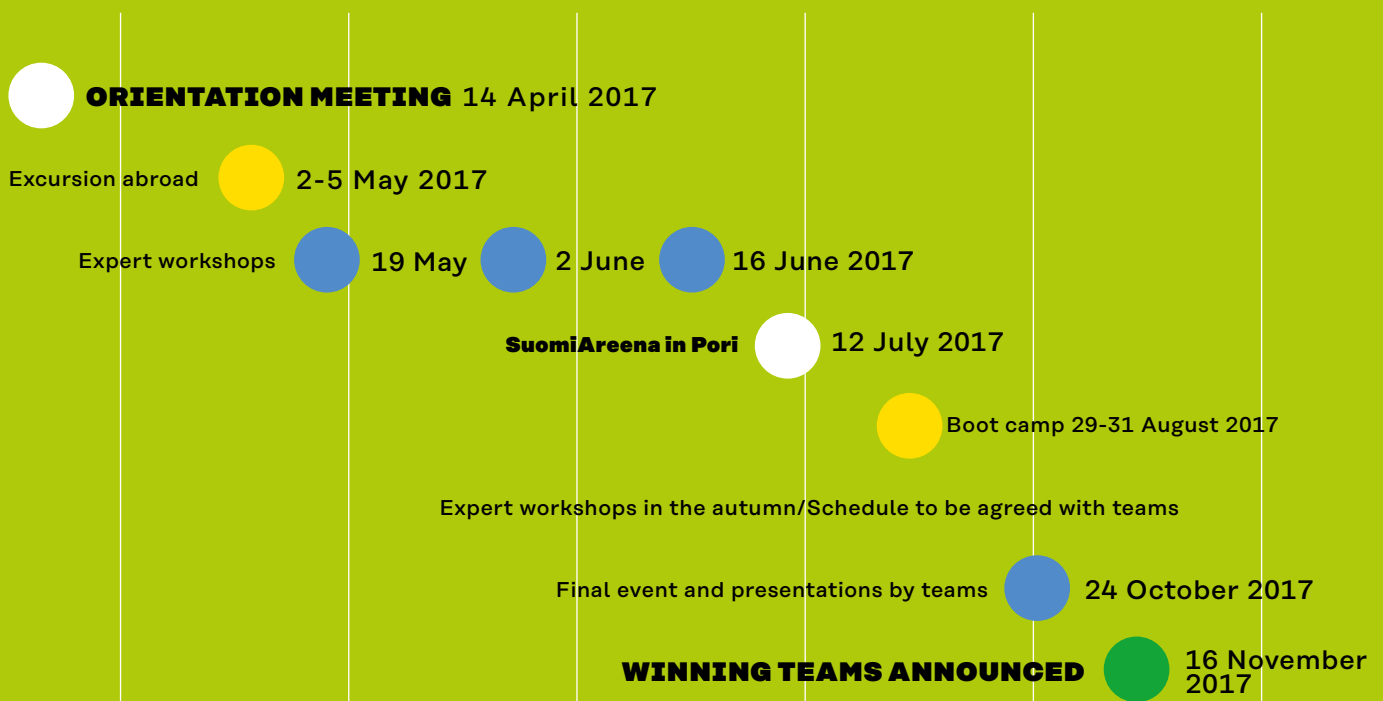 ORIENTATION MEETING 14 April 2017
Excursion abroad 2-5 May 2017
Expert workshops 19 May 2 June 16 June 2017
SuomiAreena in Pori 12 July 2017
Boot camp 29-31 August 2017
Expert workshops in the autumn/Schedule to be agreed with teams
Final event and presentations by teams 24 October 2017
WINNING TEAMS ANNOUNCED 16 November
2017